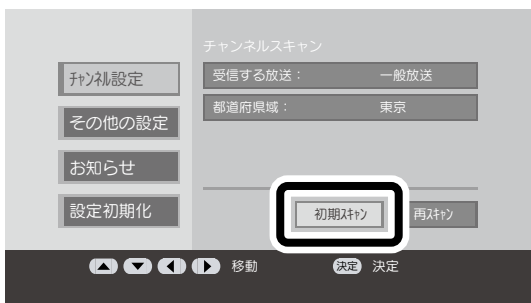 チャンネルスキャン
ﾁｬﾝﾈﾙ設定
受信する放送： 一般放送
都道府県域： 東京
その他の設定
お知らせ
設定初期化
初期ｽｷｬﾝ 再ｽｷｬﾝ
移動 決定 決定